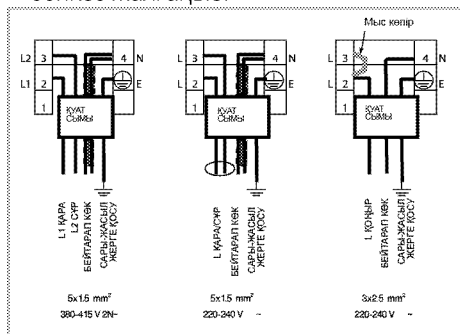 Мыс көпір
L2 3 4 N
L1 2 E
1
ҚУАТ
СЫМЫ
L1 ҚАРА
L2 СҰР
БЕЙТАРАП КӨК
САРЫ-ЖАСЫЛ
ЖЕРГЕ ҚОСУ
5x1.5 mm²
380-415 V 2N~
L 3 4 N
L 2 E
1
ҚУАТ
СЫМЫ
L ҚАРА/СҰР
БЕЙТАРАП КӨК
САРЫ-ЖАСЫЛ
ЖЕРГЕ ҚОСУ
5x1.5 mm²
220-240 V ~
L 3 4 N
L 2 E
1
ҚУАТ
СЫМЫ
L ҚОҢЫР
БЕЙТАРАП КӨК
САРЫ-ЖАСЫЛ
ЖЕРГЕ ҚОСУ
3x2.5 mm²
220-240 V ~